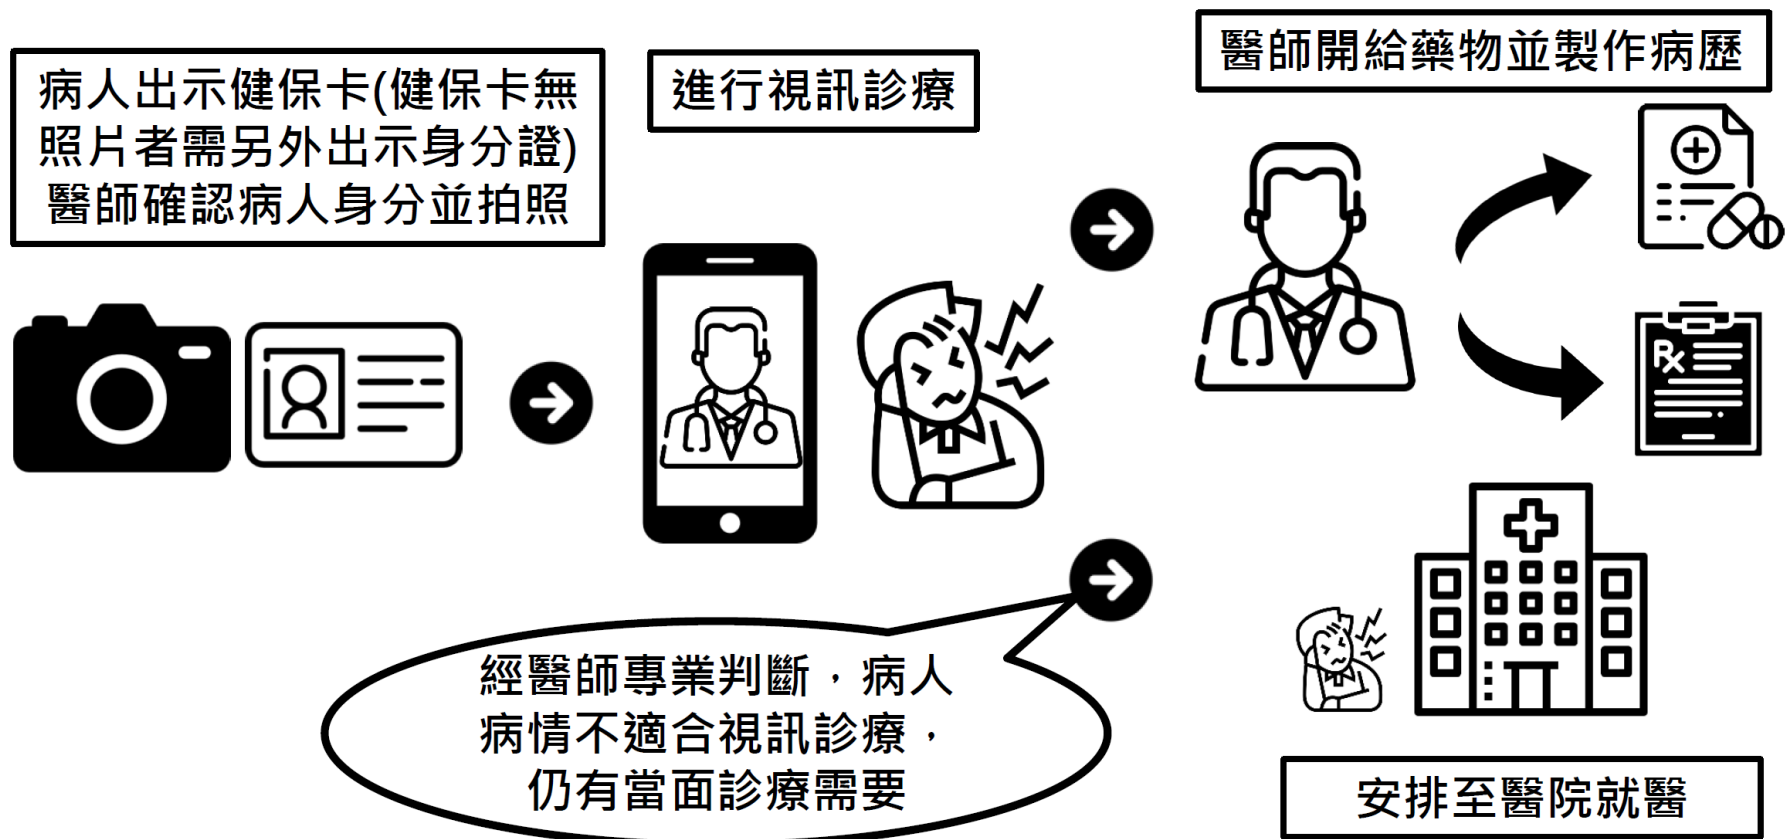 病人出示健保卡(健保卡無
照片者需另外出示身分證)
醫師確認病人身分並拍照
進行視訊診療
醫師開給藥物並製作病歷
Rx
經醫師專業判斷，病人
病情不適合視訊診療，
仍有當面診療需要
安排至醫院就醫